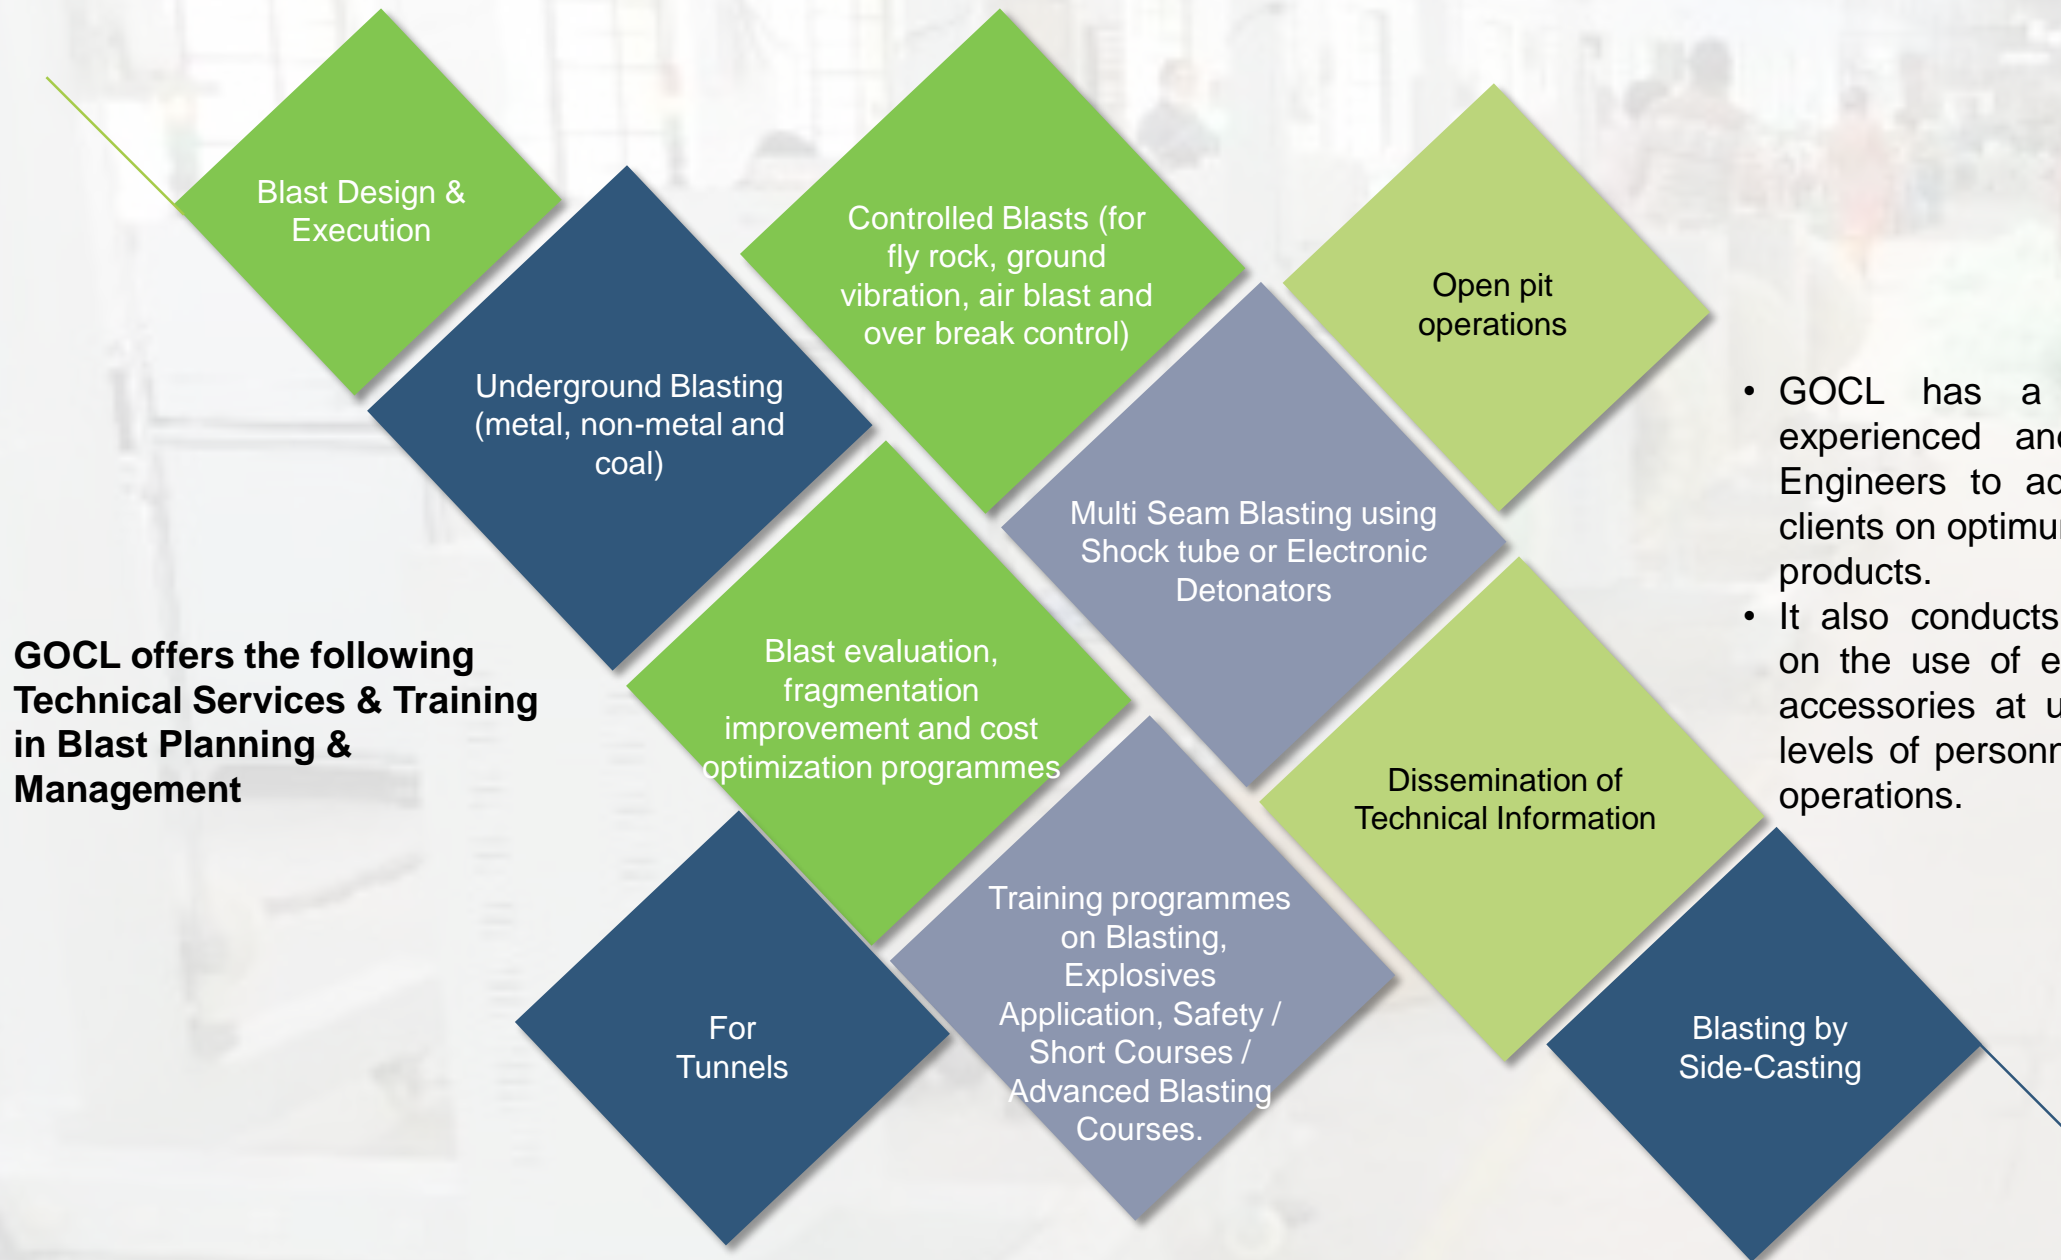 Blast Design &
Execution
Underground Blasting
(metal, non-metal and
coal)
Controlled Blasts (for
fly rock, ground
vibration, air blast and
over break control)
Open pit
operations
Multi Seam Blasting using
Shock tube or Electronic
Detonators
Blast evaluation,
fragmentation
improvement and cost
optimization programmes
GOCL offers the following
Technical Services & Training
in Blast Planning &
Management
Dissemination of
Technical Information
For
Tunnels
Training programmes
on Blasting,
Explosives
Application, Safety /
Short Courses /
Advanced Blasting
Courses.
Blasting by
Side-Casting
• GOCL has a
experienced
Engineers to
clients on
products.
• It also conducts
on the use of
accessories at
levels of
operations.